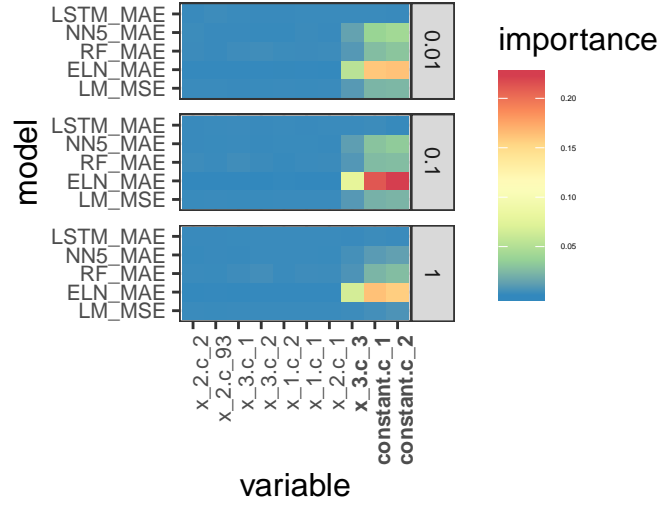 LSTM_MAE
NN5_MAE
RF_MAE
ELN_MAE
LM_MSE
0.01
LSTM_MAE
NN5_MAE
RF_MAE
ELN_MAE
LM_MSE
0.1
LSTM_MAE
NN5_MAE
RF_MAE
ELN_MAE
LM_MSE
1
model
x_2.c_2
x_2.c_93
x_3.c_1
x_3.c_2
x_1.c_2
x_1.c_1
x_2.c_1
x_3.c_3
constant.c_1
constant.c_2
variable
importance
0.20
0.15
0.10
0.05